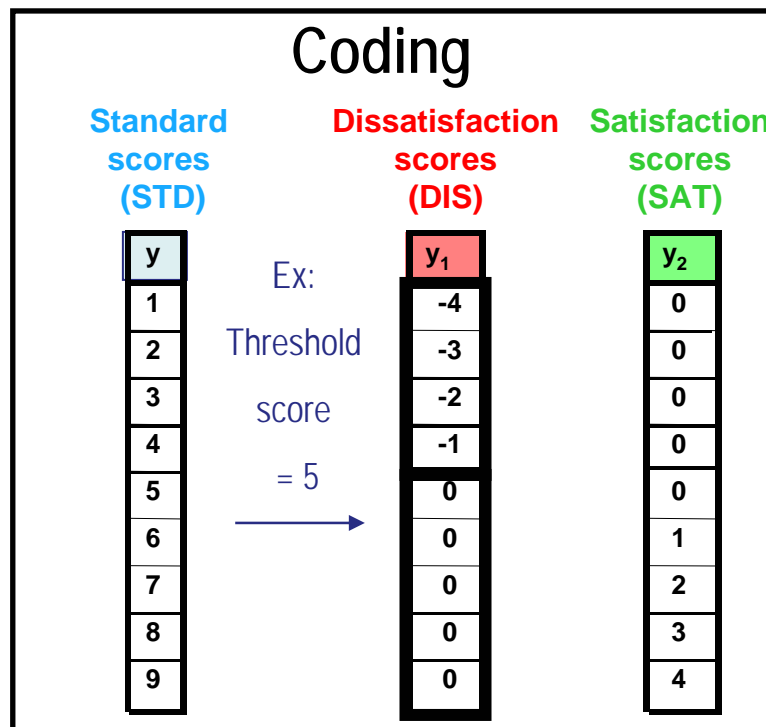 Coding
Standard scores (STD)
Dissatisfaction scores (DIS)
Satisfaction scores (SAT)
Ex:
Threshold
score
= 5
y y₁ y₂
1 -4 0
2 -3 0
3 -2 0
4 -1 0
5 0 0
6 0 1
7 0 2
8 0 3
9 0 4